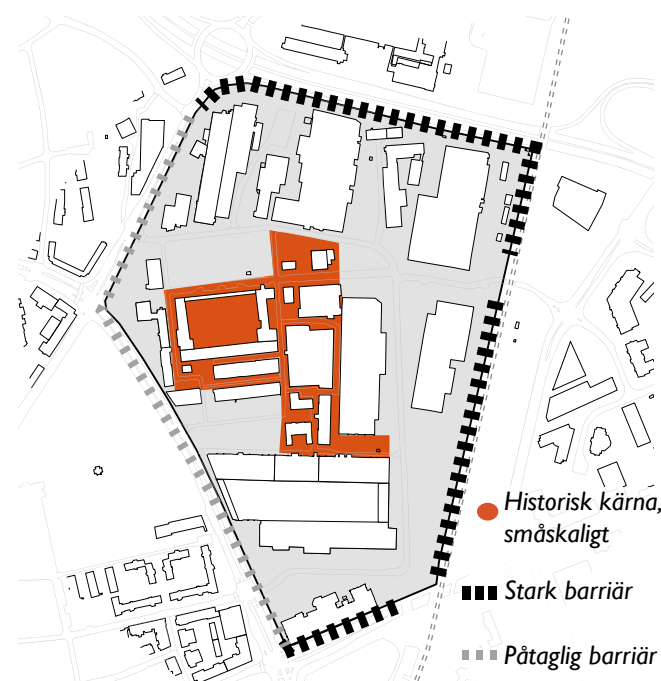 Historisk kärna,
småskaligt
Stark barriär
Påtaglig barriär